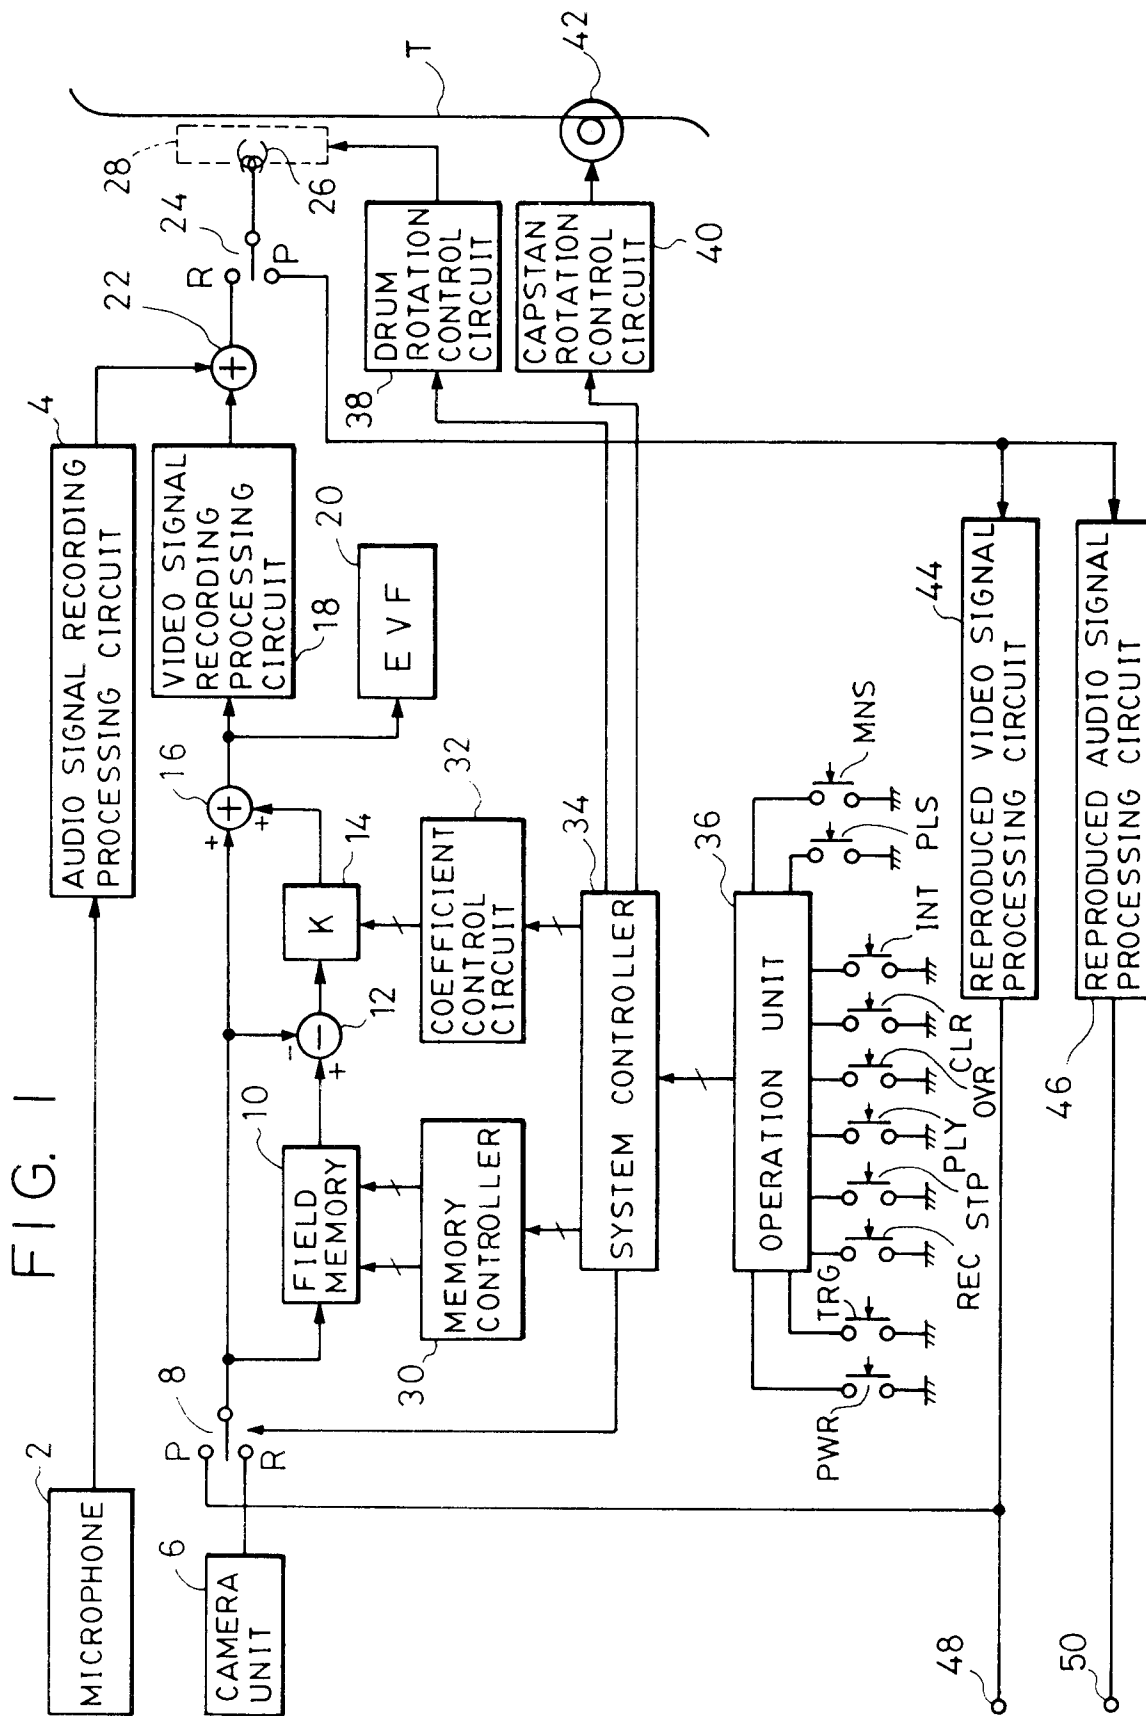 FIG. 1
2
MICROPHONE
4
AUDIO SIGNAL RECORDING
PROCESSING CIRCUIT
6
CAMERA
UNIT
P
R
8
10
FIELD
MEMORY
12
-
+
−
K
14
16
+
+
+
VIDEO SIGNAL
RECORDING
PROCESSING
CIRCUIT
18
20
EVF
22
+
R
P
24
26
28
T
30
MEMORY
CONTROLLER
32
COEFFICIENT
CONTROL
CIRCUIT
34
SYSTEM CONTROLLER
36
OPERATION UNIT
38
DRUM
ROTATION
CONTROL
CIRCUIT
CAPSTAN
ROTATION
CONTROL
CIRCUIT
40
42
PWR
TRG
REC
STP
PLY
OVR
CLR
INT
PLS
MNS
44
REPRODUCED VIDEO SIGNAL
PROCESSING CIRCUIT
46
REPRODUCED AUDIO SIGNAL
PROCESSING CIRCUIT
48
50